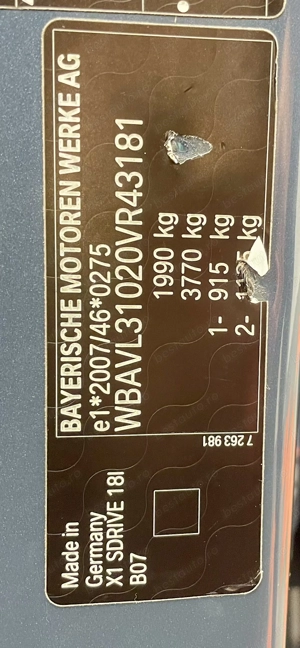 BAYERISCHE MOTOREN WERKE AG
e1*2007/46*0275
WBAVL31020VR43181
1990 kg
3770 kg
1- 915 kg
2- kg
7 263 981
Made in
Germany
X1 SDRIVE 18I
B07